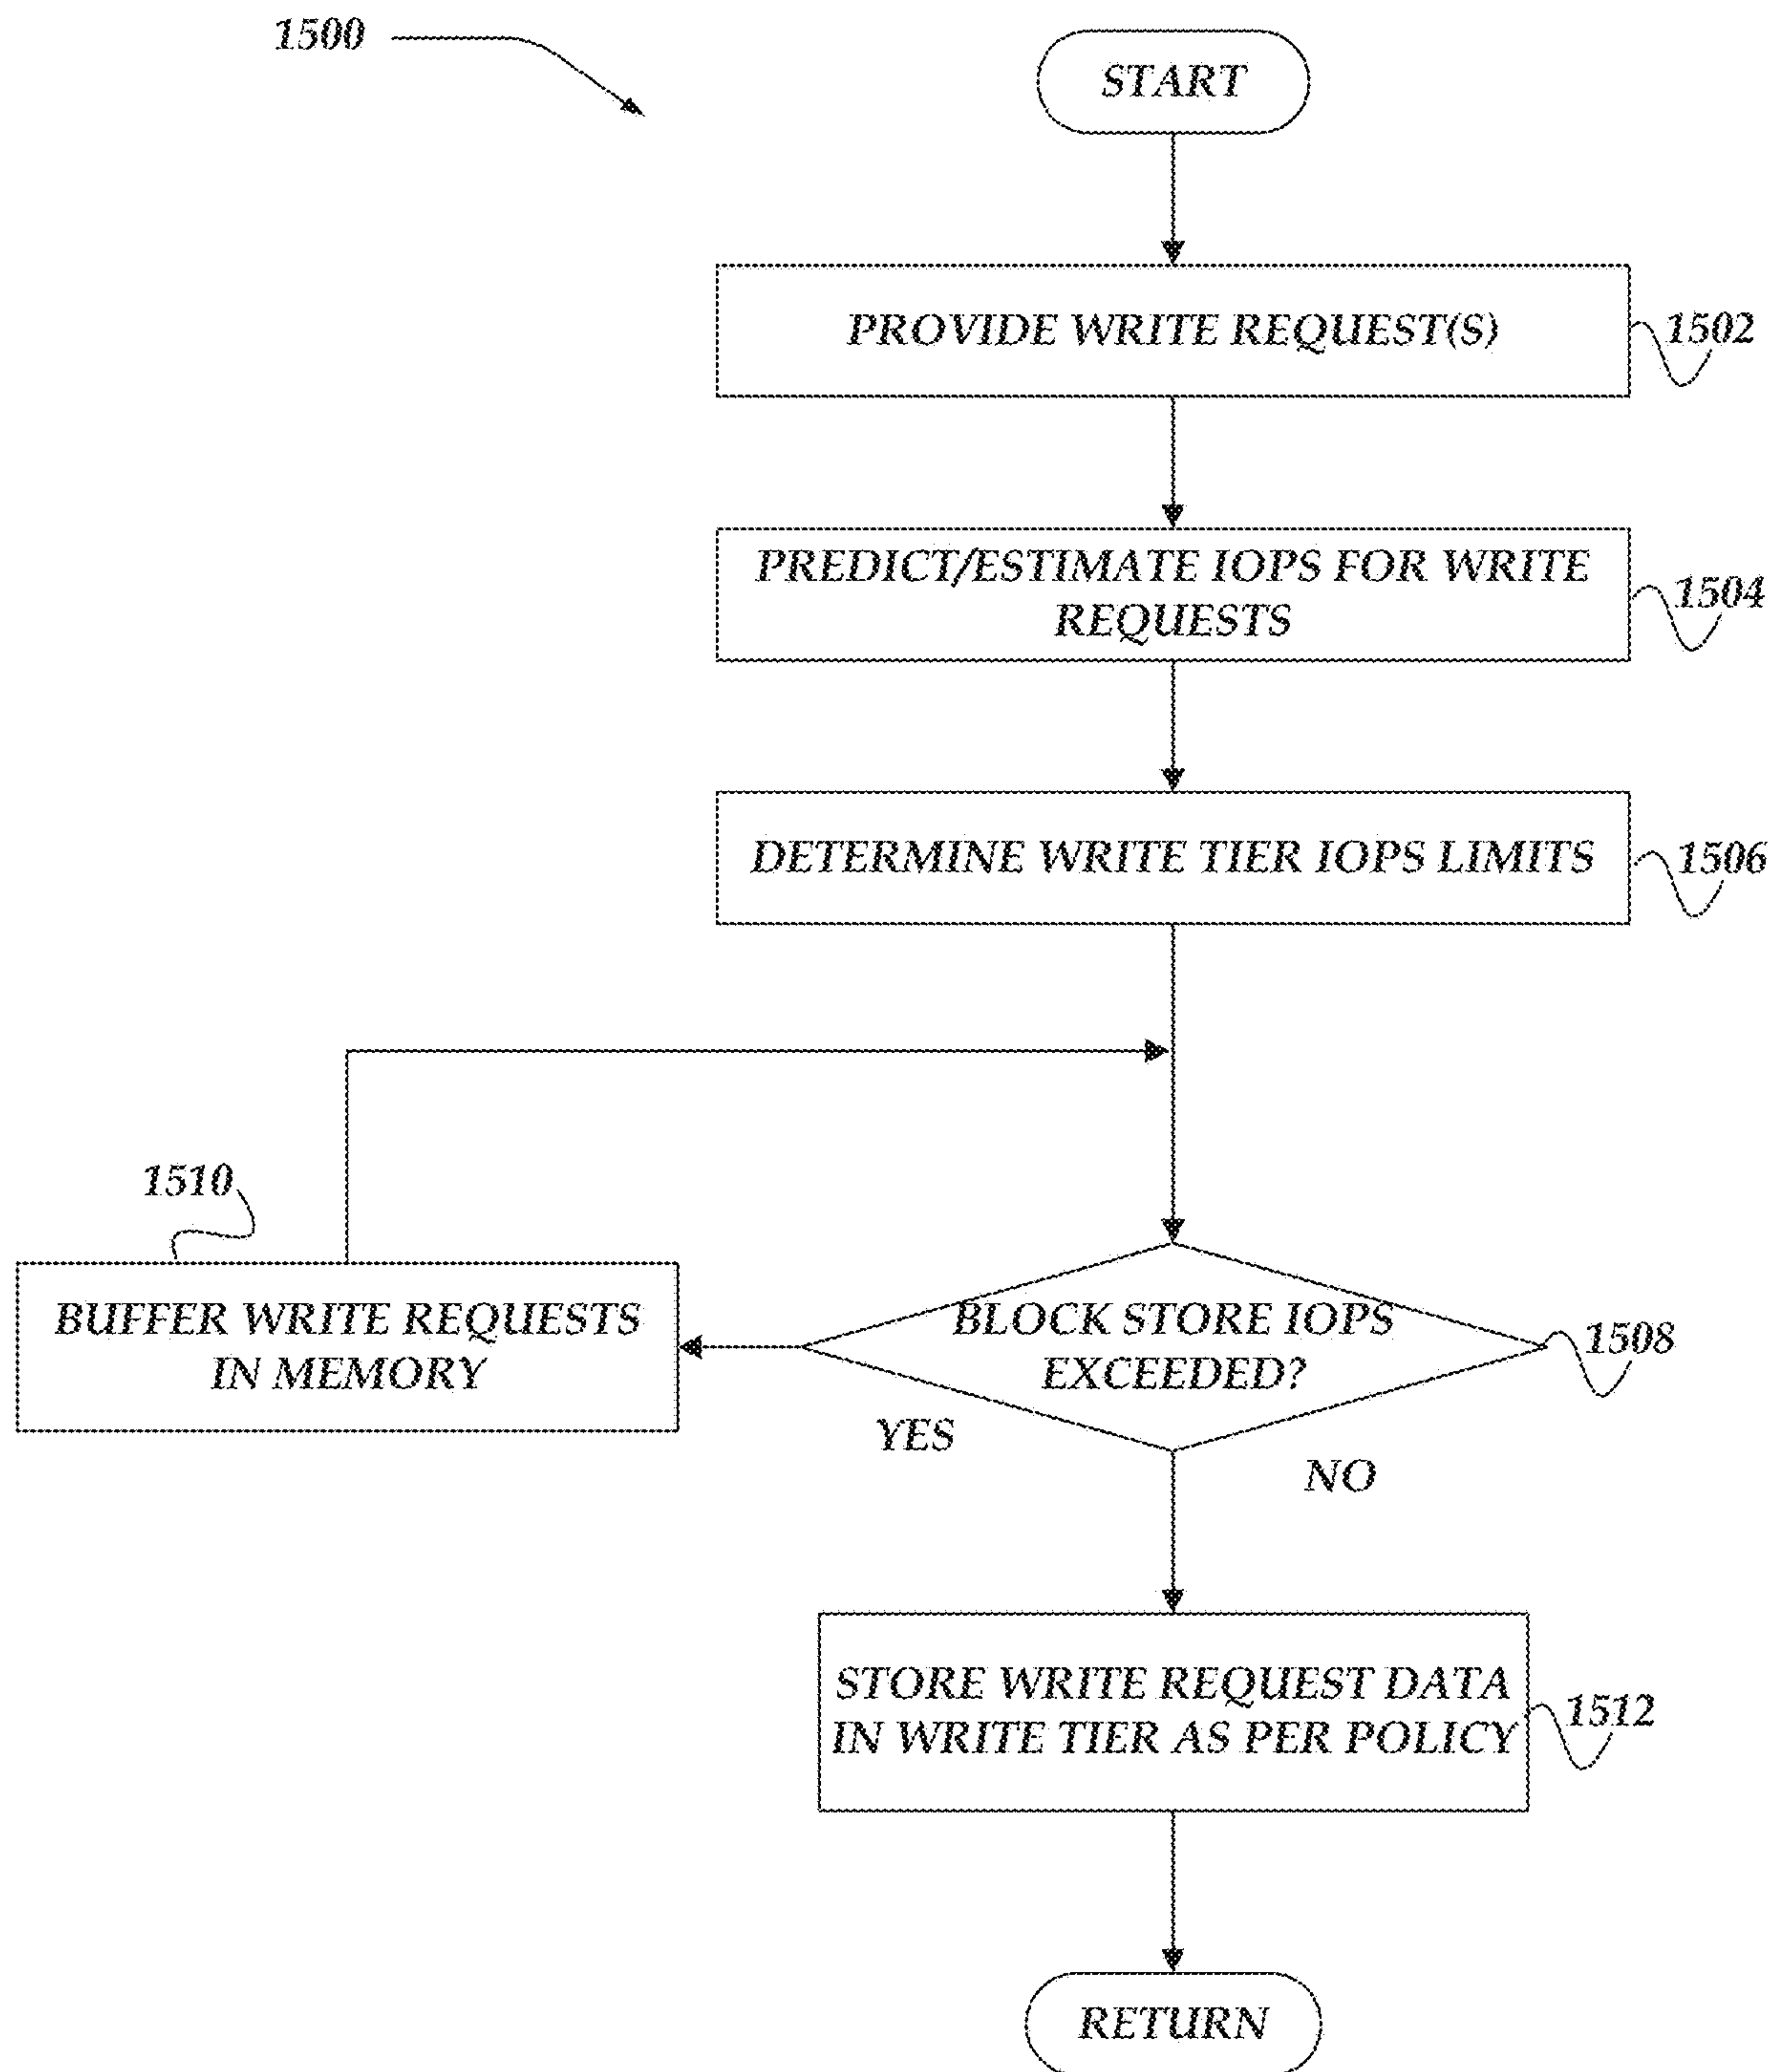 1500
START
PROVIDE WRITE REQUEST(S)
1502
PREDICT/ESTIMATE IOPS FOR WRITE
REQUESTS
1504
DETERMINE WRITE TIER IOPS LIMITS
1506
1510
BUFFER WRITE REQUESTS
IN MEMORY
BLOCK STORE IOPS
EXCEEDED?
1508
YES
NO
STORE WRITE REQUEST DATA
IN WRITE TIER AS PER POLICY
1512
RETURN